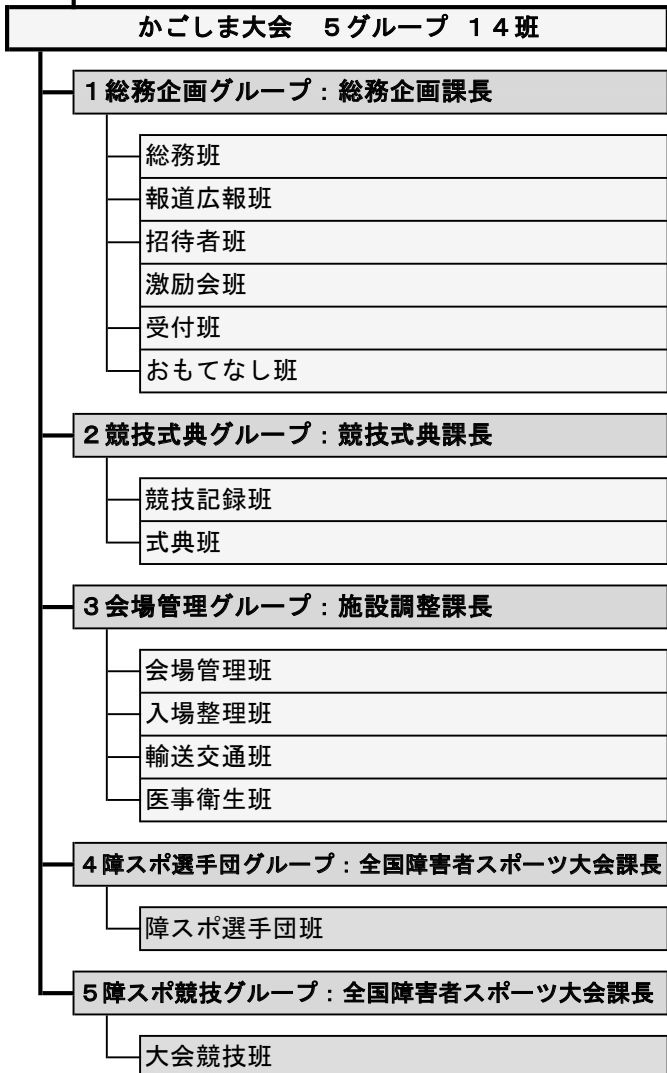 かごしま大会　５グループ １４班
１総務企画グループ：総務企画課長
総務班
報道広報班
招待者班
激励会班
受付班
おもてなし班
２競技式典グループ：競技式典課長
競技記録班
式典班
３会場管理グループ：施設調整課長
会場管理班
入場整理班
輸送交通班
医事衛生班
４障スポ選手団グループ：全国障害者スポーツ大会課長
障スポ選手団班
５障スポ競技グループ：全国障害者スポーツ大会課長
大会競技班